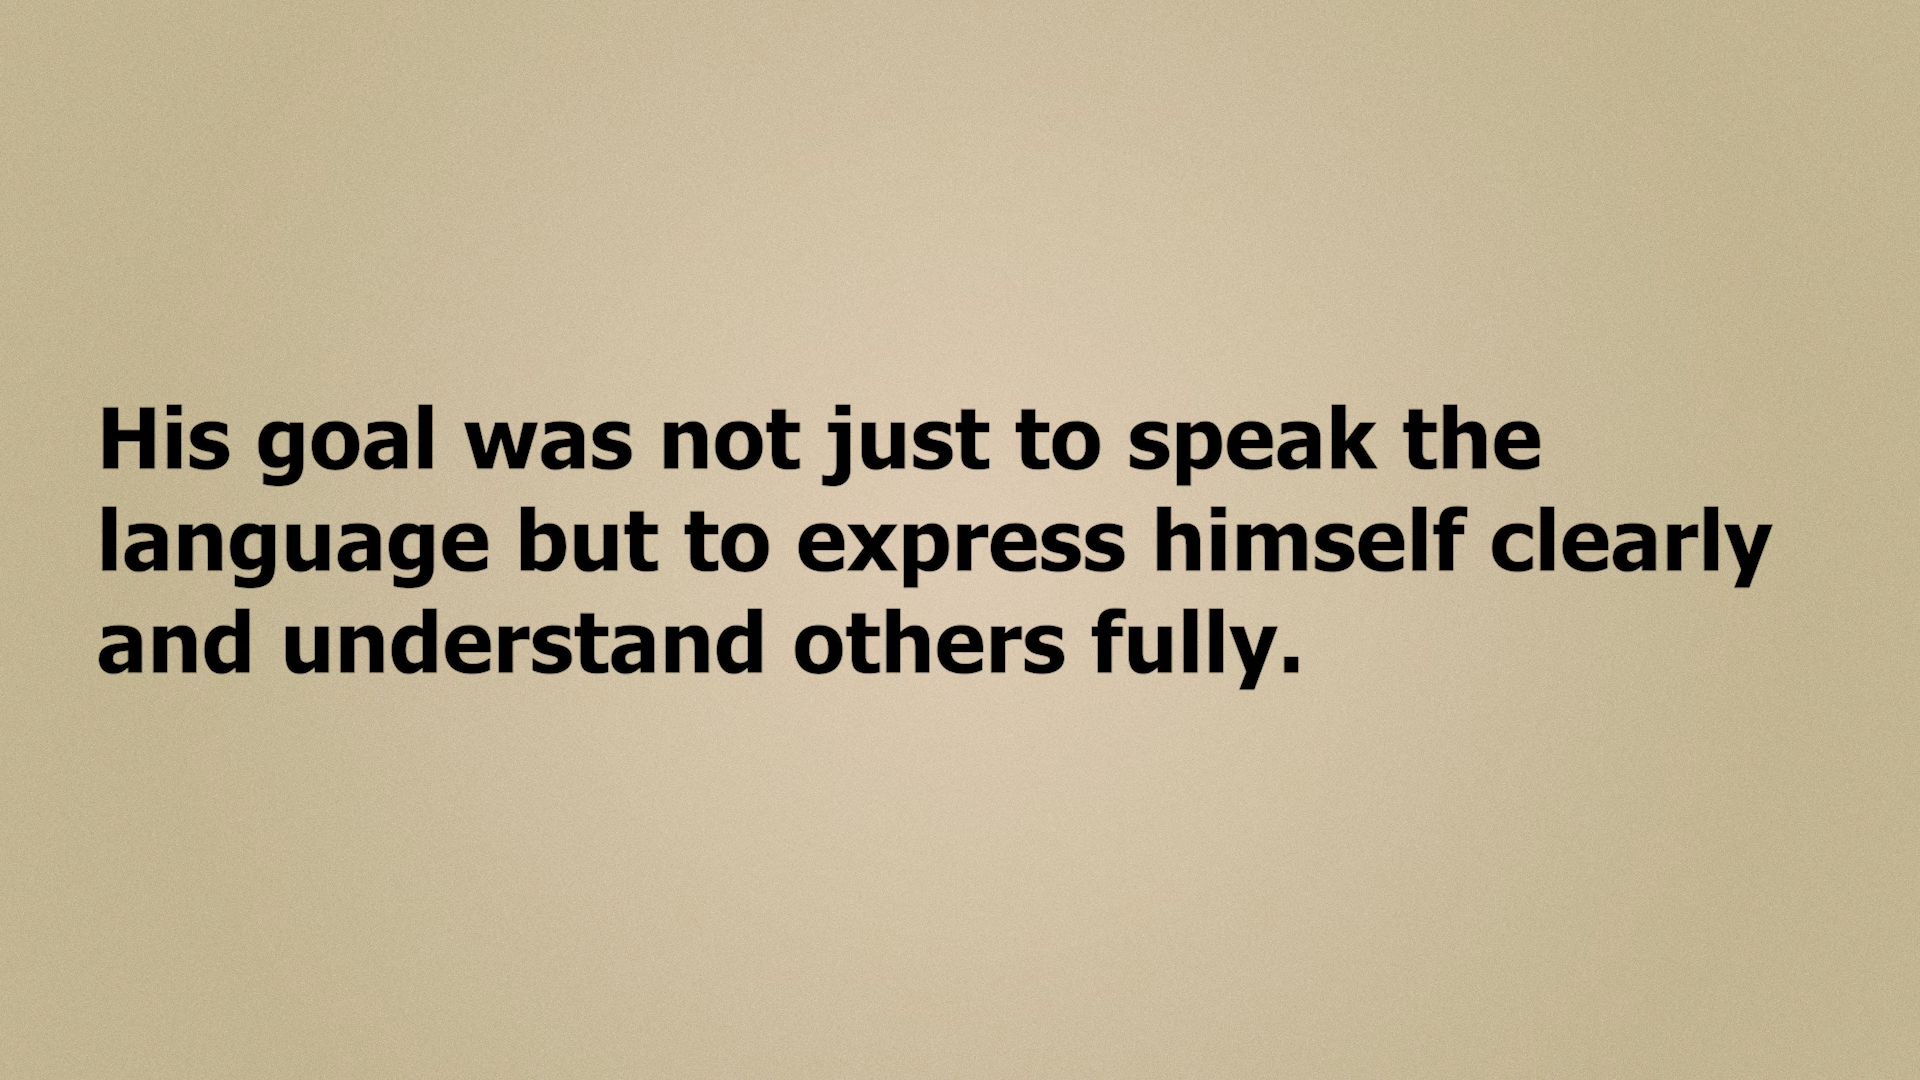 His goal was not just to speak the
language but to express himself clearly
and understand others fully.